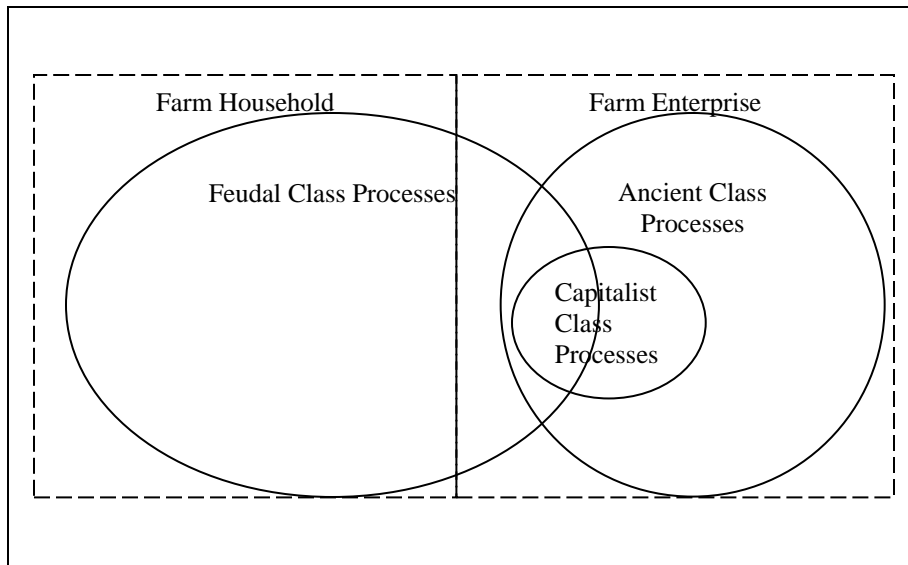 Farm Household
Farm Enterprise
Feudal Class Processes
Ancient Class
Processes
Capitalist
Class
Processes